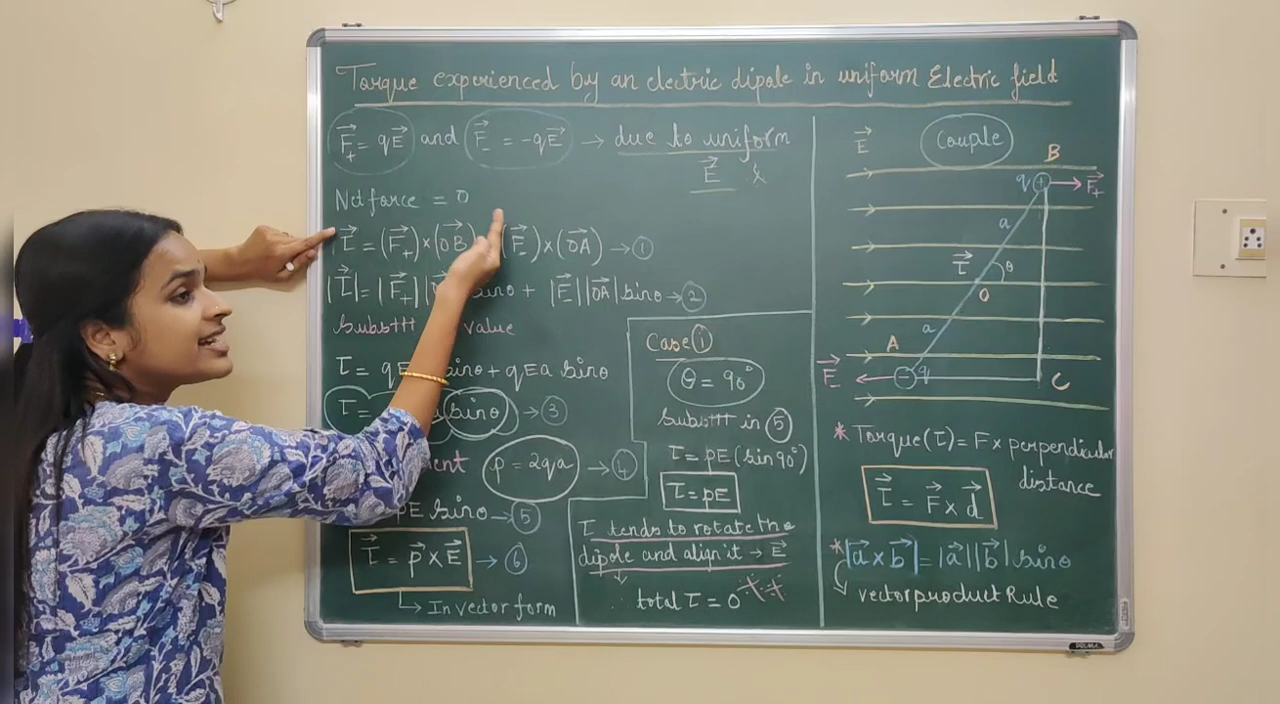 Torque experienced by an electric dipole in uniform Electric field
F₊ = qE and F₋ = -qE → due to uniform
E &
Net force = 0
τ = (F₊)×(OB) (F₋)×(OA) → ①
|τ| = |F₊| sinθ + |F₋||OA| sinθ → ②
value
τ = qE sinθ + qEa sinθ
τ = sinθ → ③
p = 2qa → ④
pE sinθ → ⑤
τ = p × E → ⑥
↳ In vector form
Case ①
θ = 90°
in ⑤
τ = pE (sin 90°)
τ = pE
τ tends to rotate the
dipole and align it → E
∴ total τ = 0
E
Couple
B
q + F₊
a
τ θ
O
a
A
F₋ − q C
* Torque (τ) = F × perpendicular
distance
τ = F × d
* |a × b| = |a||b| sinθ
vector product Rule